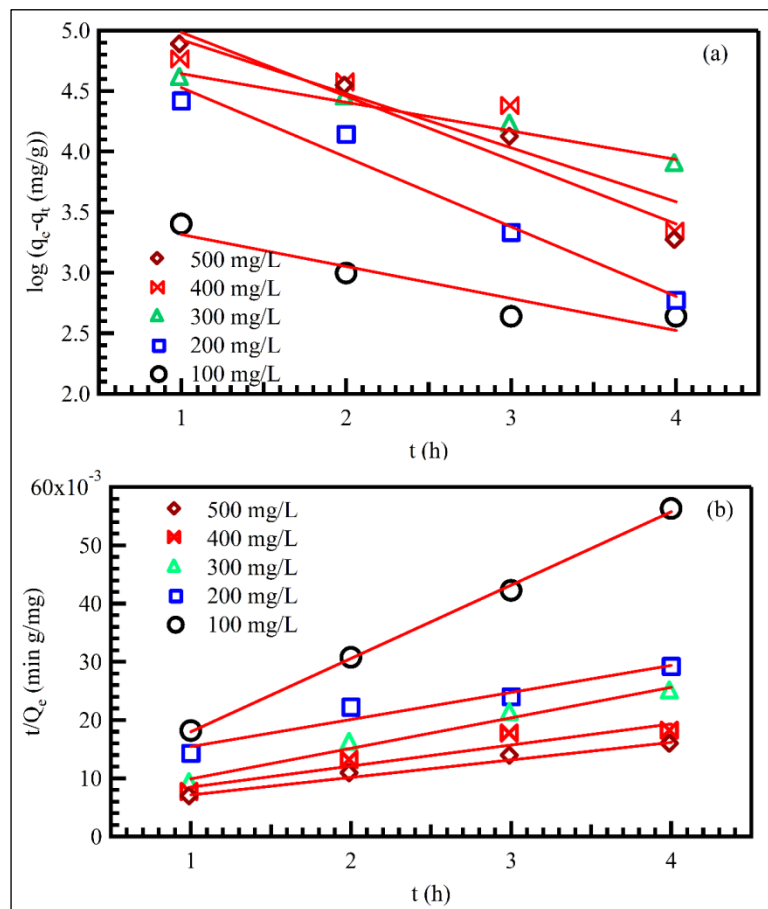 (a)
5.0
4.5
4.0
3.5
3.0
2.5
2.0
log (qe-qt (mg/g))
500 mg/L
400 mg/L
300 mg/L
200 mg/L
100 mg/L
1 2 3 4
t (h)
(b)
60x10-3
50
40
30
20
10
0
t/Qe (min g/mg)
500 mg/L
400 mg/L
300 mg/L
200 mg/L
100 mg/L
1 2 3 4
t (h)